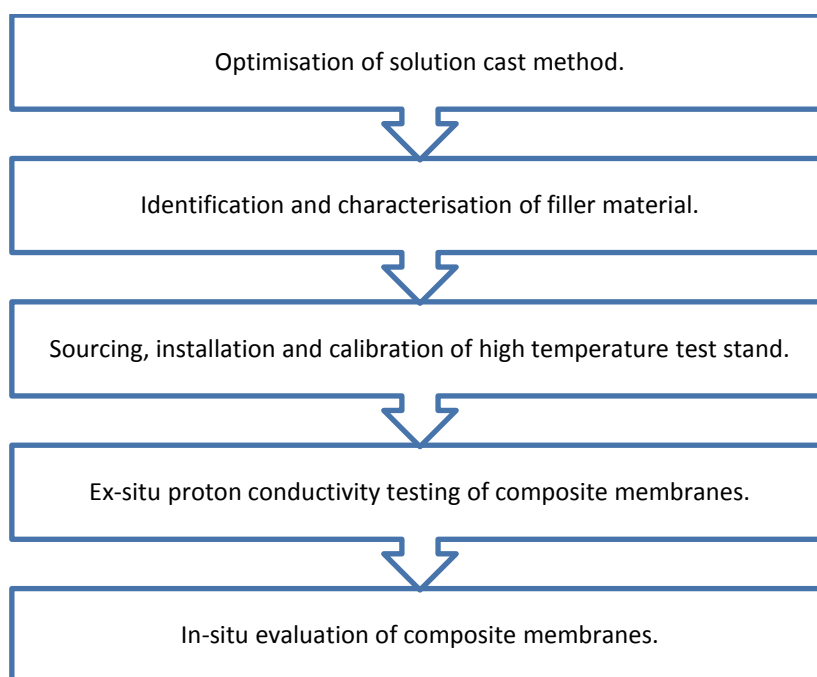 Optimisation of solution cast method.
Identification and characterisation of filler material.
Sourcing, installation and calibration of high temperature test stand.
Ex-situ proton conductivity testing of composite membranes.
In-situ evaluation of composite membranes.